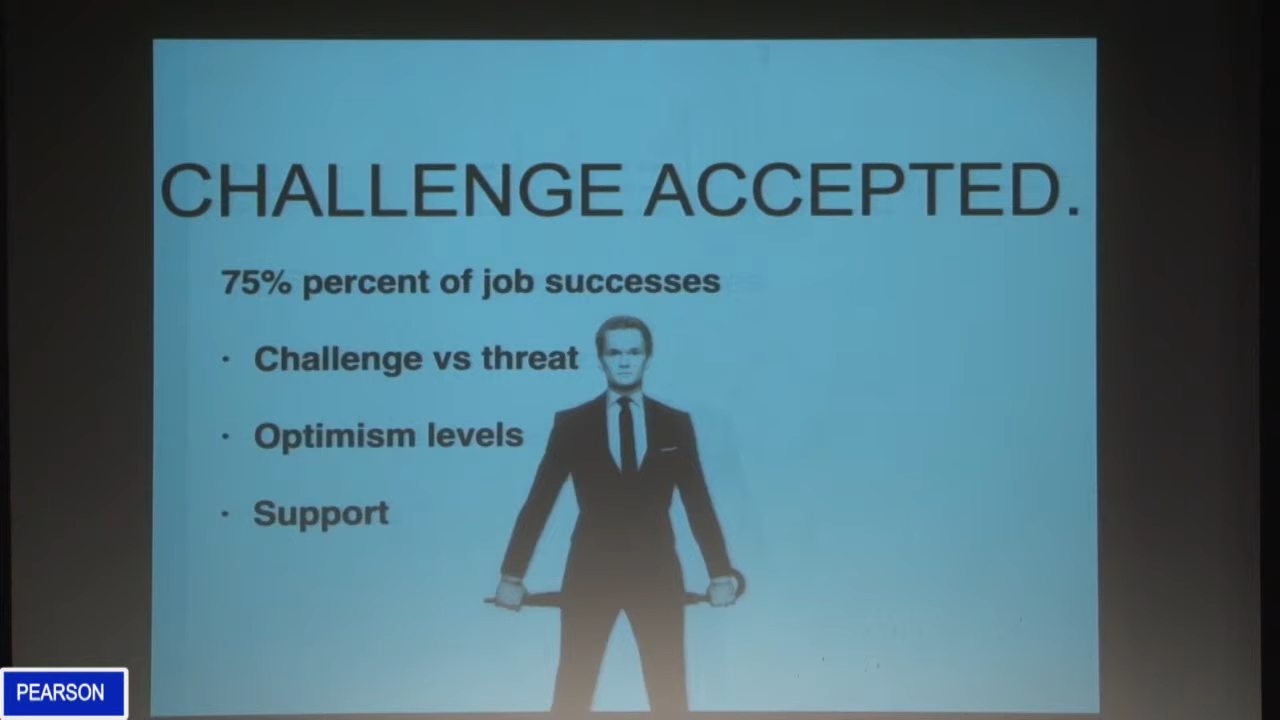 CHALLENGE ACCEPTED.
75% percent of job successes
· Challenge vs threat
· Optimism levels
· Support
PEARSON